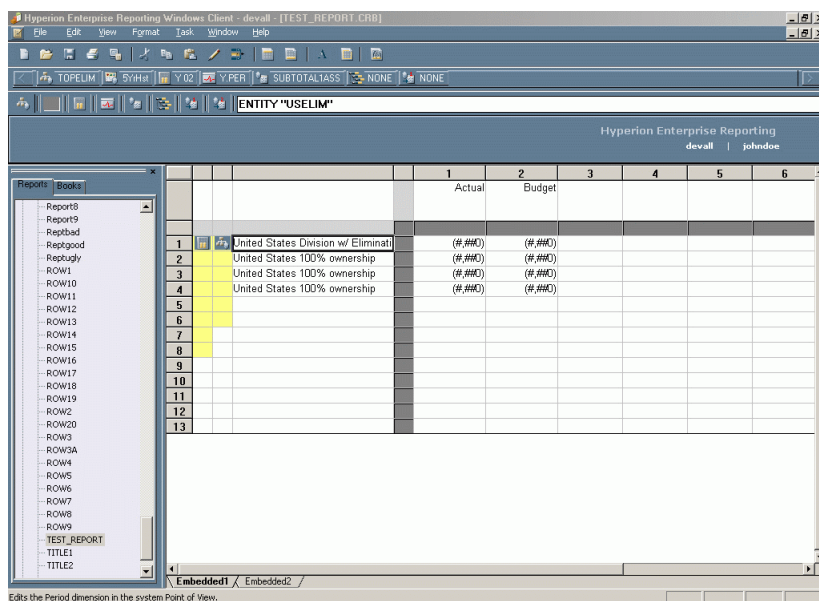 Hyperion Enterprise Reporting Windows Client - devall - [TEST_REPORT.CR8]
File Edit View Format Task Window Help
TOPELIM 5YrHst Y 02 Y.PER SUBTOTAL1ASS NONE NONE
ENTITY "USELIM"
Hyperion Enterprise Reporting
devall | johndoe
Reports Books
Report8
Report9
Reptbad
Reptgood
Reptugly
ROW1
ROW10
ROW11
ROW12
ROW13
ROW14
ROW15
ROW16
ROW17
ROW18
ROW19
ROW2
ROW20
ROW3
ROW3A
ROW4
ROW5
ROW6
ROW7
ROW8
ROW9
TEST_REPORT
TITLE1
TITLE2
1 2 3 4 5 6
Actual Budget
1 United States Division w/ Eliminati (#,##0) (#,##0)
2 United States 100% ownership (#,##0) (#,##0)
3 United States 100% ownership (#,##0) (#,##0)
4 United States 100% ownership (#,##0) (#,##0)
5
6
7
8
9
10
11
12
13
Embedded1 Embedded2
Edits the Period dimension in the system Point of View.